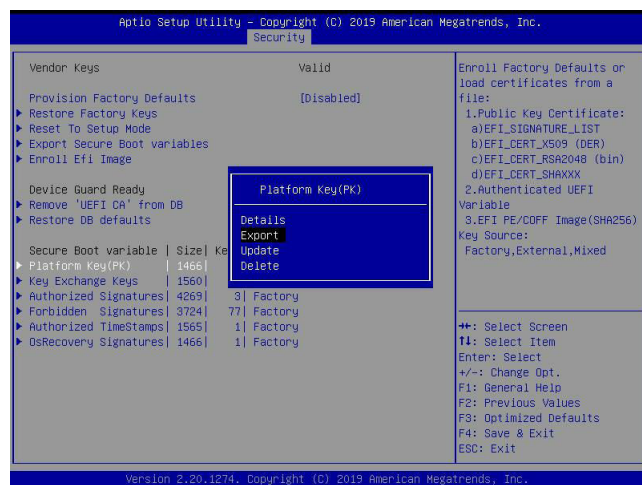 Aptio Setup Utility – Copyright (C) 2019 American Megatrends, Inc.
Security
Vendor Keys Valid
Provision Factory Defaults [Disabled]
Restore Factory Keys
Reset To Setup Mode
Export Secure Boot variables
Enroll Efi Image
Device Guard Ready
Remove 'UEFI CA' from DB
Restore DB defaults
Secure Boot variable | Size| Ke
Platform Key(PK) | 1466|
Key Exchange Keys | 1560|
Authorized Signatures| 4269| 3| Factory
Forbidden Signatures| 3724| 77| Factory
Authorized TimeStamps| 1565| 1| Factory
OsRecovery Signatures| 1466| 1| Factory
Platform Key(PK)
Details
Export
Update
Delete
Enroll Factory Defaults or
load certificates from a
file:
1.Public Key Certificate:
a)EFI_SIGNATURE_LIST
b)EFI_CERT_X509 (DER)
c)EFI_CERT_RSA2048 (bin)
d)EFI_CERT_SHAXXX
2.Authenticated UEFI
Variable
3.EFI PE/COFF Image(SHA256)
Key Source:
Factory,External,Mixed
→←: Select Screen
↑↓: Select Item
Enter: Select
+/-: Change Opt.
F1: General Help
F2: Previous Values
F3: Optimized Defaults
F4: Save & Exit
ESC: Exit
Version 2.20.1274. Copyright (C) 2019 American Megatrends, Inc.